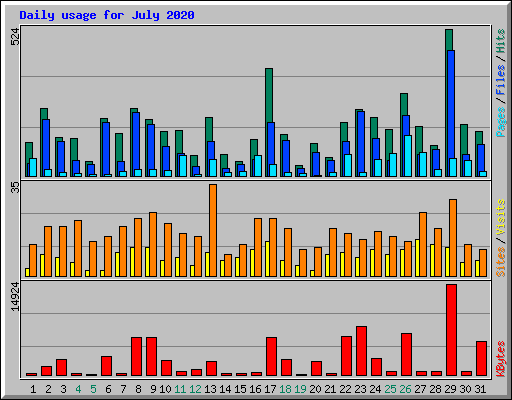 Daily usage for July 2020
524
Pages / Files / Hits
35
Sites / Visits
14924
KBytes
1 2 3 4 5 6 7 8 9 10 11 12 13 14 15 16 17 18 19 20 21 22 23 24 25 26 27 28 29 30 31